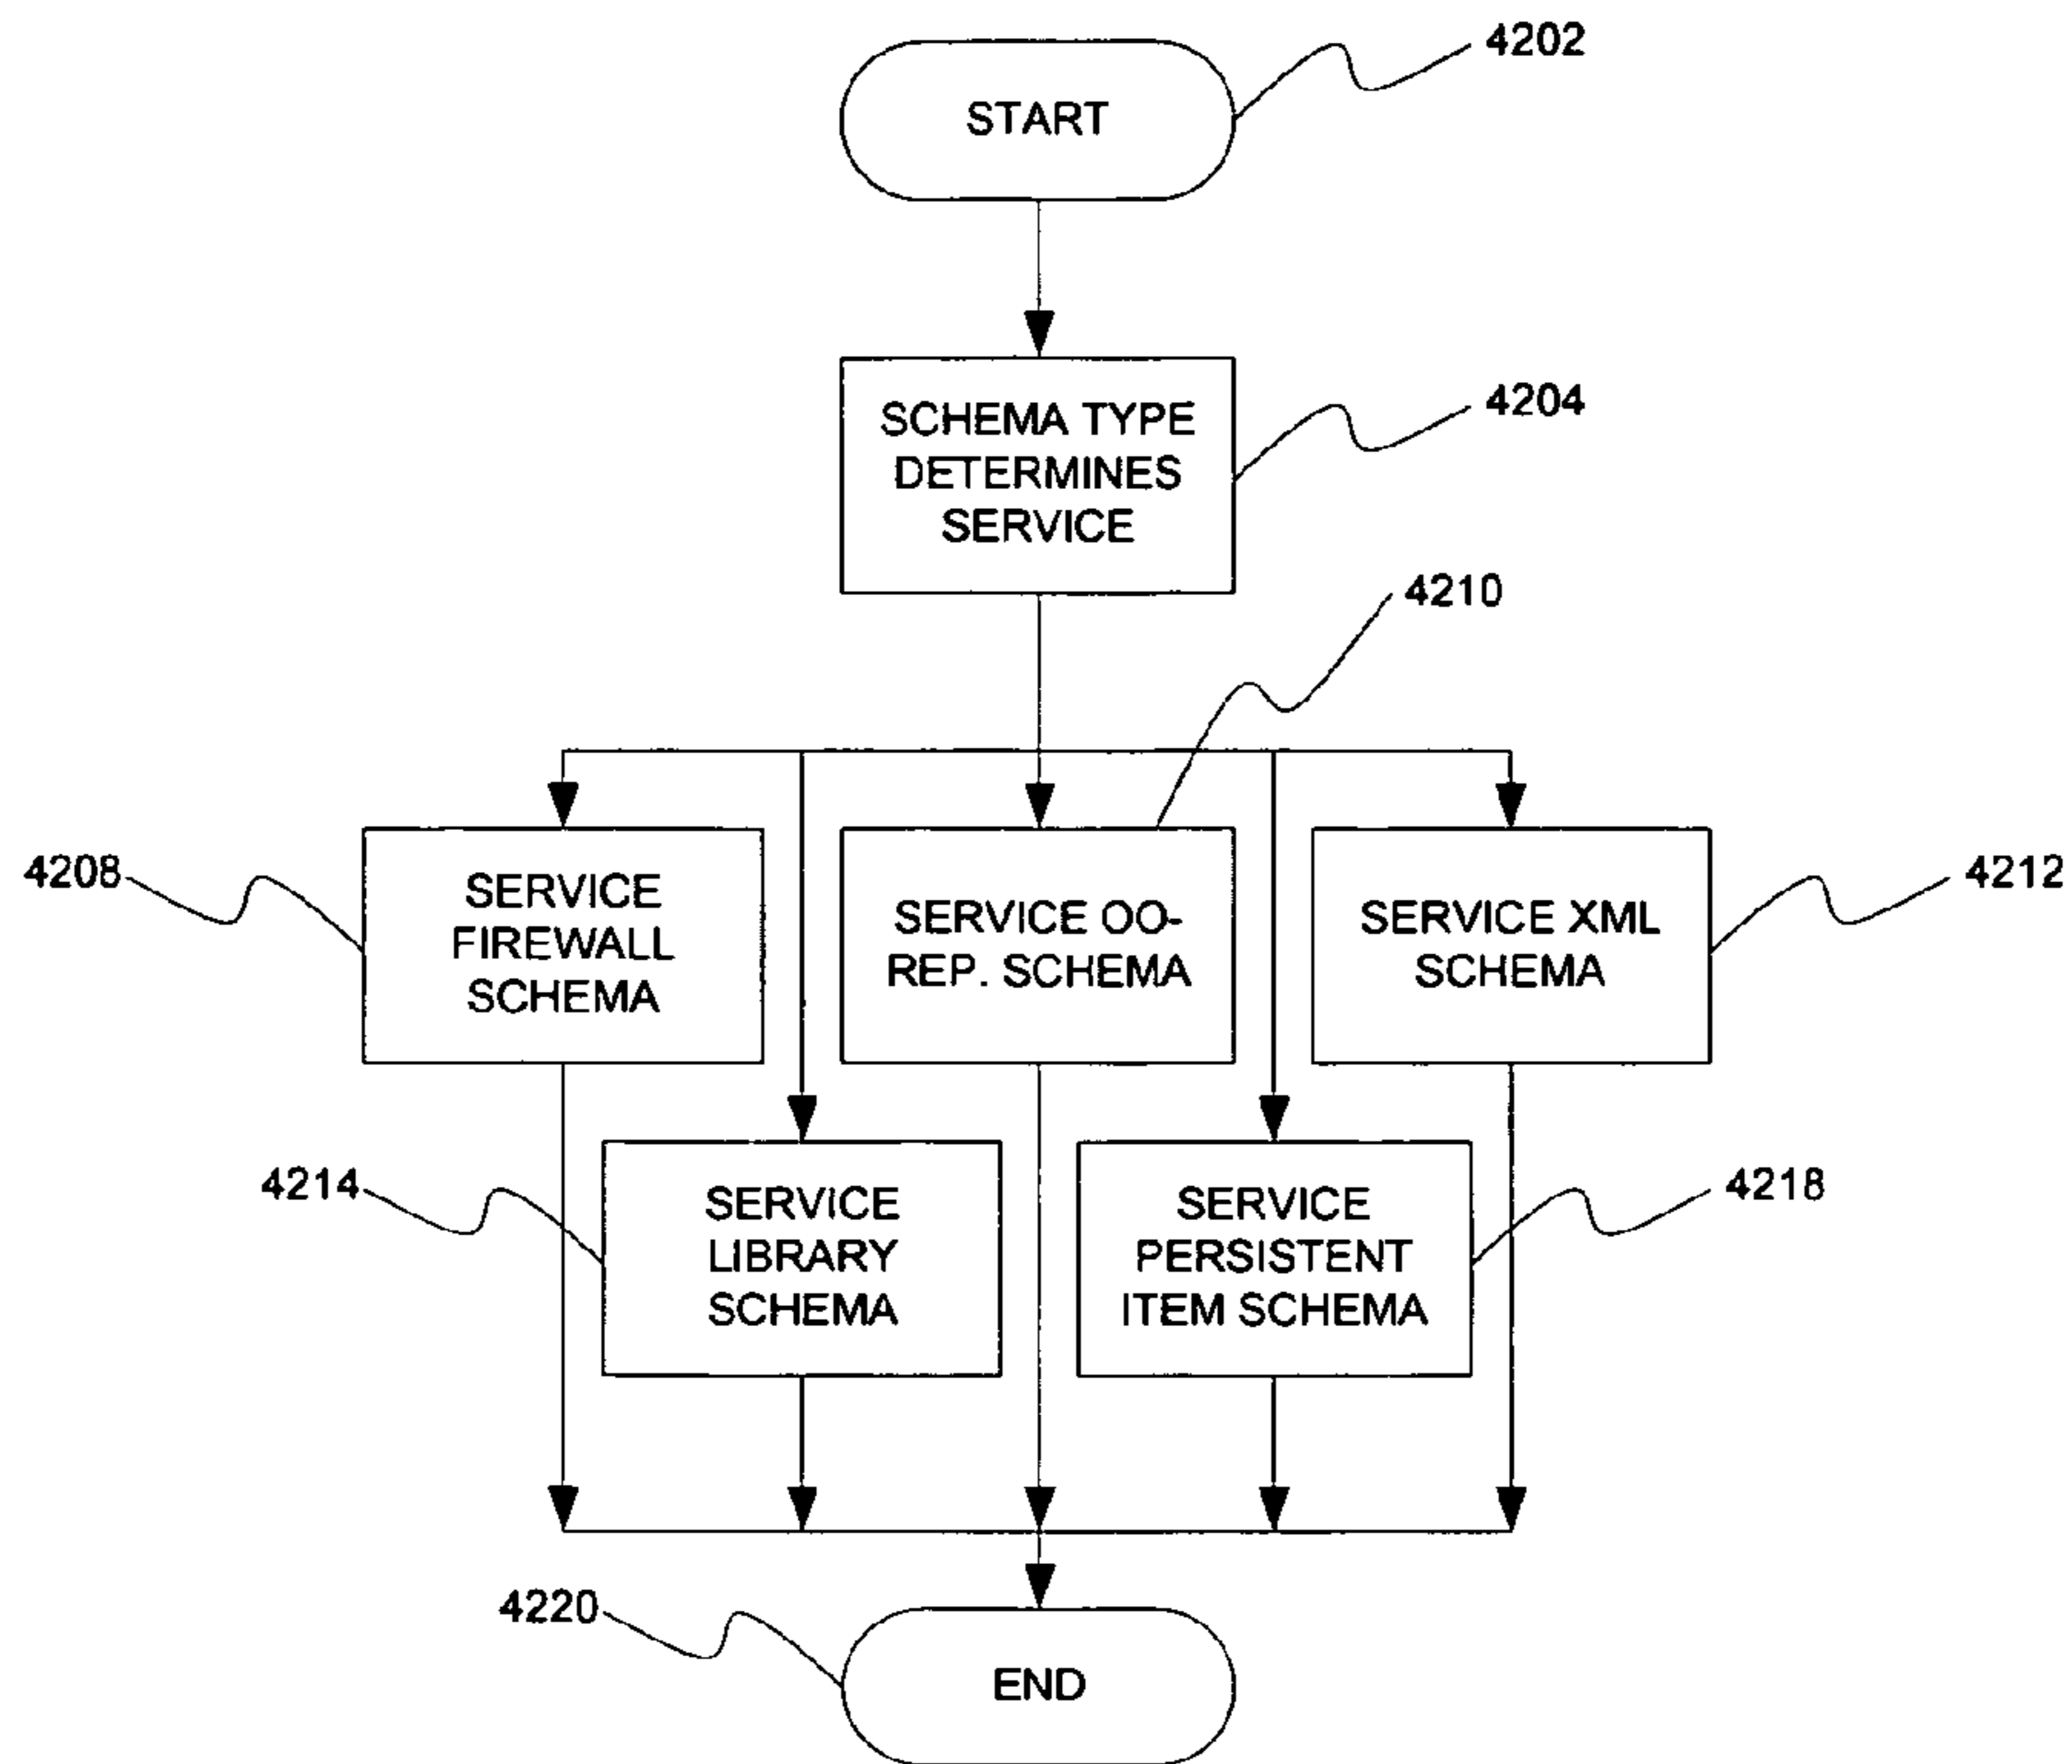 4202
START
4204
SCHEMA TYPE
DETERMINES
SERVICE
4210
4208
SERVICE
FIREWALL
SCHEMA
SERVICE OO-
REP. SCHEMA
SERVICE XML
SCHEMA
4212
4214
SERVICE
LIBRARY
SCHEMA
SERVICE
PERSISTENT
ITEM SCHEMA
4218
4220
END